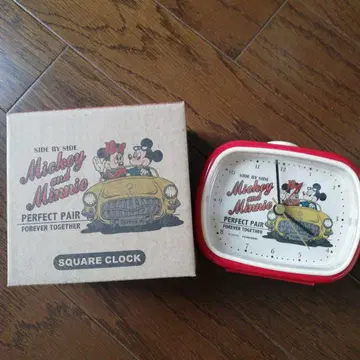 SIDE BY SIDE
Mickey
and
Minnie
PERFECT PAIR
FOREVER TOGETHER
SQUARE CLOCK
12
SIDE BY SIDE
Mickey
and
Minnie
PERFECT PAIR
FOREVER TOGETHER